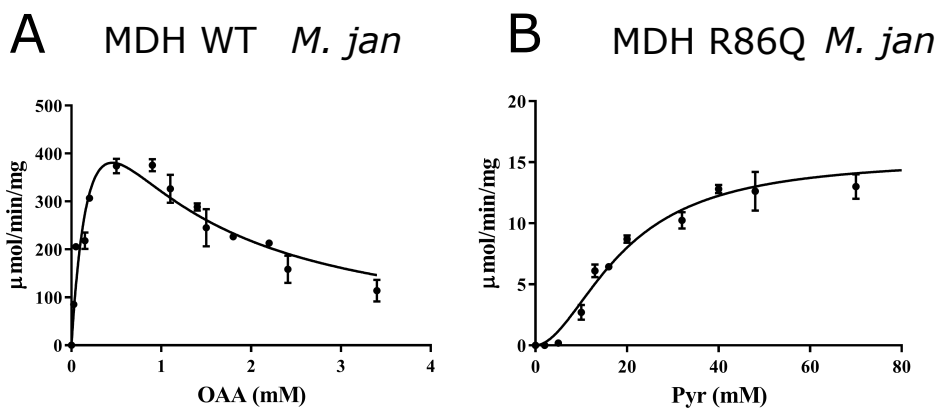 A MDH WT M. jan
500
400
300
200
100
0
μmol/min/mg
0 1 2 3 4
OAA (mM)
B MDH R86Q M. jan
20
15
10
5
0
μmol/min/mg
0 20 40 60 80
Pyr (mM)